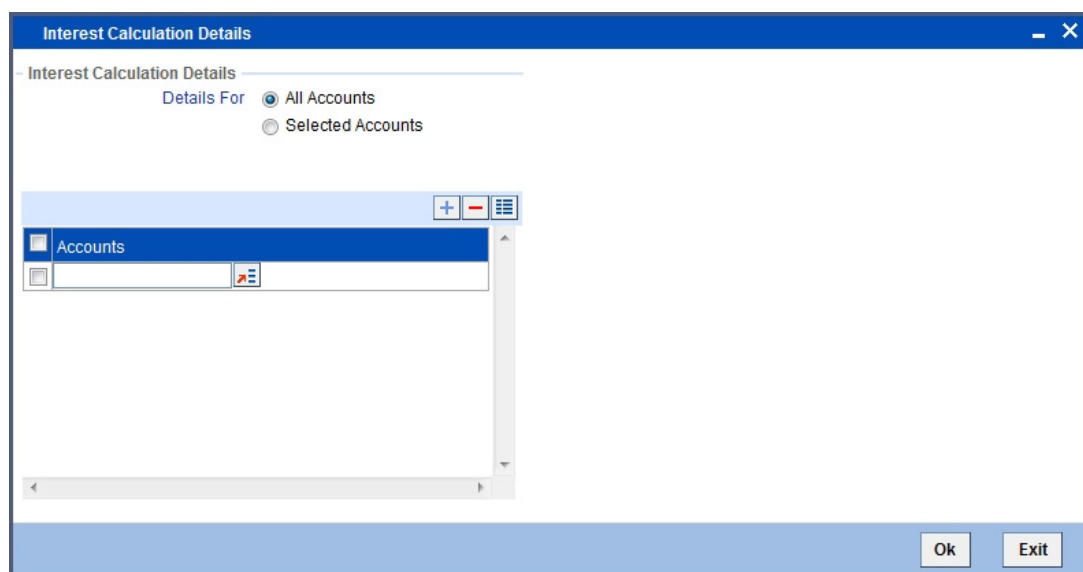 Interest Calculation Details
Interest Calculation Details
Details For All Accounts
Selected Accounts
Accounts
Ok Exit